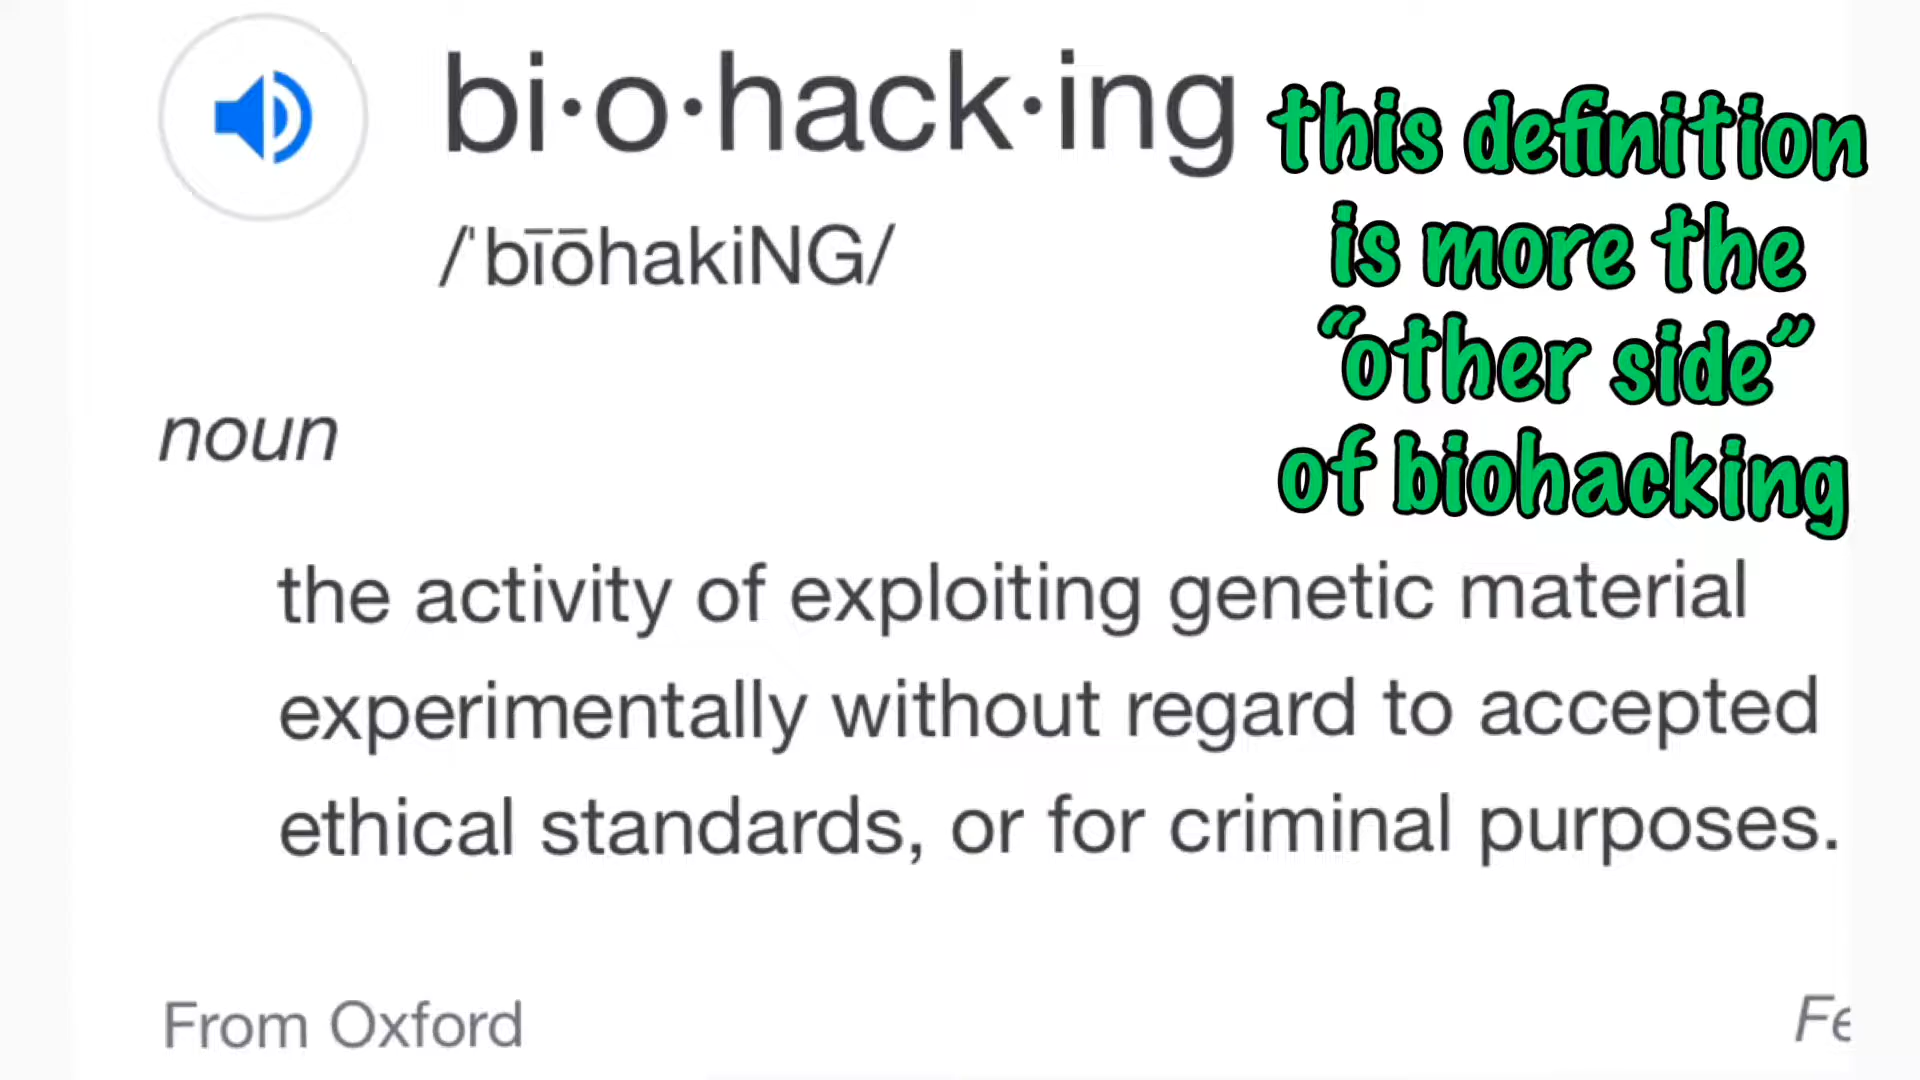 bi·o·hack·ing
/ˈbīōhakiNG/
this definition
is more the
“other side”
of biohacking
noun
the activity of exploiting genetic material
experimentally without regard to accepted
ethical standards, or for criminal purposes.
From Oxford